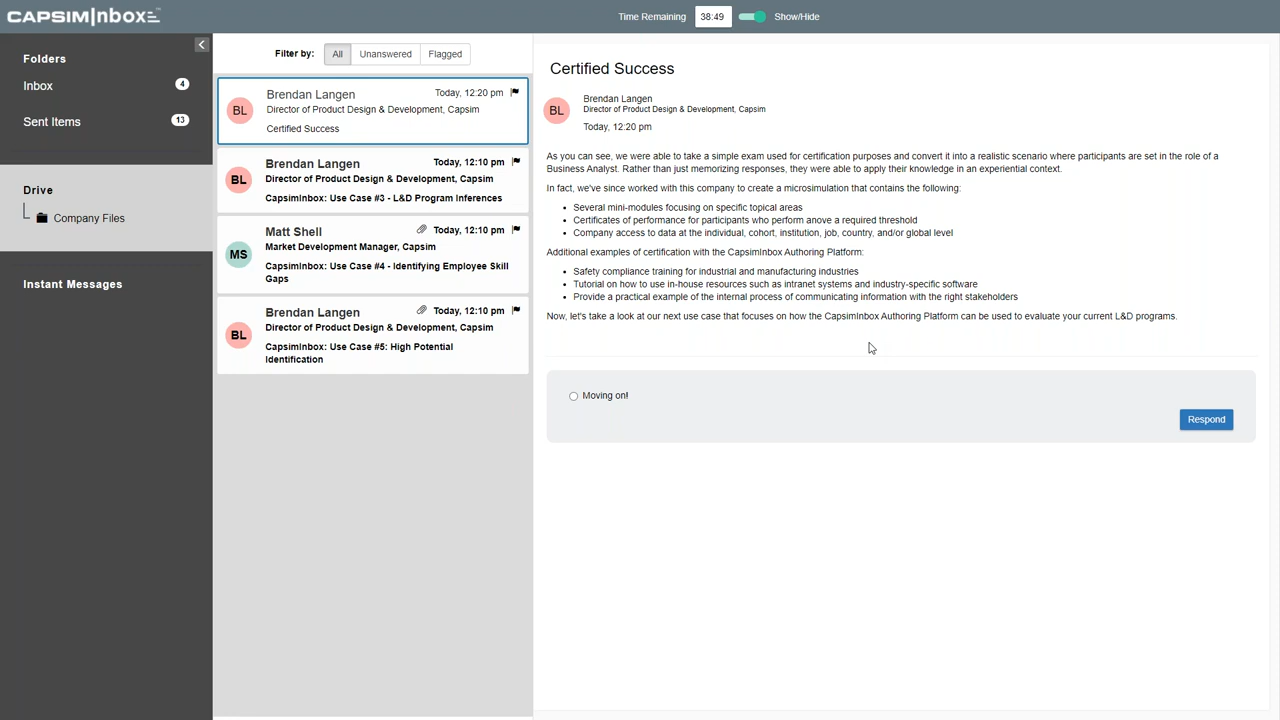 CAPSIM|nbox
Time Remaining 38:49 Show/Hide
Folders
Inbox 4
Sent Items 13
Drive
Company Files
Instant Messages
Filter by: All Unanswered Flagged
BL
Brendan Langen Today, 12:20 pm
Director of Product Design & Development, Capsim
Certified Success
BL
Brendan Langen Today, 12:10 pm
Director of Product Design & Development, Capsim
CapsimInbox: Use Case #3 - L&D Program Inferences
MS
Matt Shell Today, 12:10 pm
Market Development Manager, Capsim
CapsimInbox: Use Case #4 - Identifying Employee Skill
Gaps
BL
Brendan Langen Today, 12:10 pm
Director of Product Design & Development, Capsim
CapsimInbox: Use Case #5: High Potential
Identification
Certified Success
BL
Brendan Langen
Director of Product Design & Development, Capsim
Today, 12:20 pm
As you can see, we were able to take a simple exam used for certification purposes and convert it into a realistic scenario where participants are set in the role of a
Business Analyst. Rather than just memorizing responses, they were able to apply their knowledge in an experiential context.
In fact, we've since worked with this company to create a microsimulation that contains the following:
• Several mini-modules focusing on specific topical areas
• Certificates of performance for participants who perform anove a required threshold
• Company access to data at the individual, cohort, institution, job, country, and/or global level
Additional examples of certification with the CapsimInbox Authoring Platform:
• Safety compliance training for industrial and manufacturing industries
• Tutorial on how to use in-house resources such as intranet systems and industry-specific software
• Provide a practical example of the internal process of communicating information with the right stakeholders
Now, let's take a look at our next use case that focuses on how the CapsimInbox Authoring Platform can be used to evaluate your current L&D programs.
Moving on!
Respond